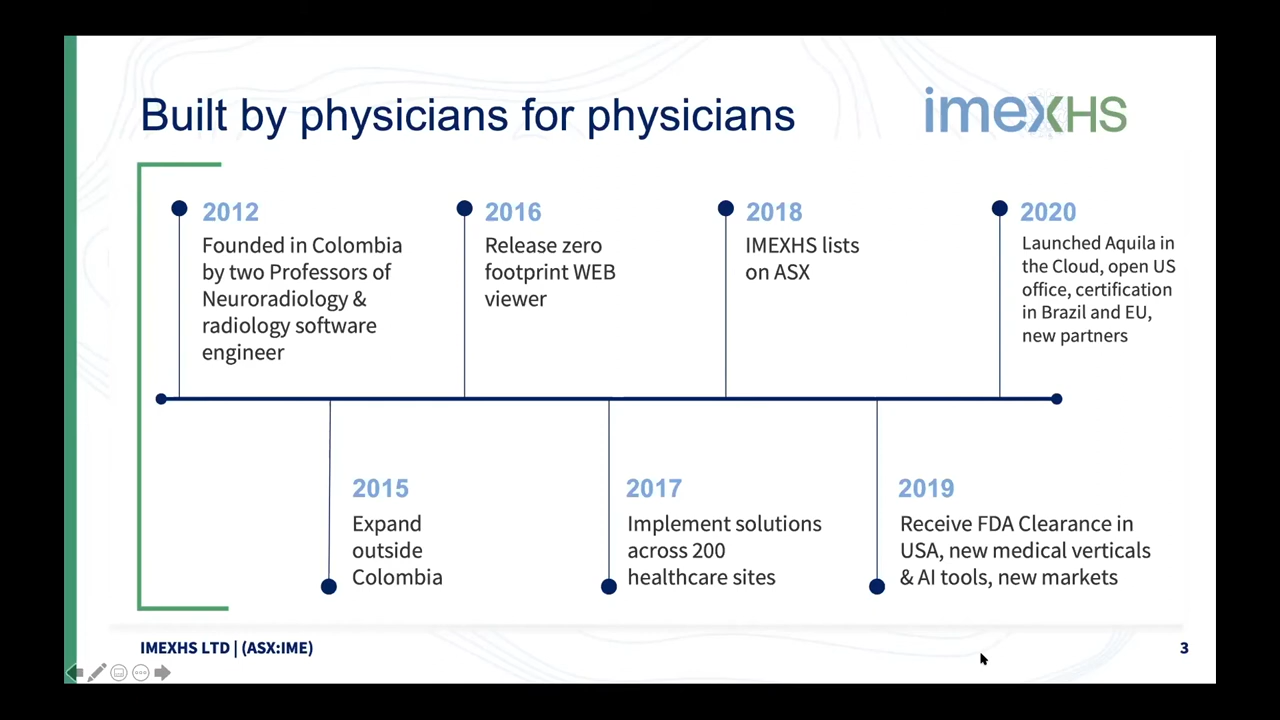 Built by physicians for physicians
imexHS
2012
Founded in Colombia
by two Professors of
Neuroradiology &
radiology software
engineer
2016
Release zero
footprint WEB
viewer
2018
IMEXHS lists
on ASX
2020
Launched Aquila in
the Cloud, open US
office, certification
in Brazil and EU,
new partners
2015
Expand
outside
Colombia
2017
Implement solutions
across 200
healthcare sites
2019
Receive FDA Clearance in
USA, new medical verticals
& AI tools, new markets
IMEXHS LTD | (ASX:IME)
3